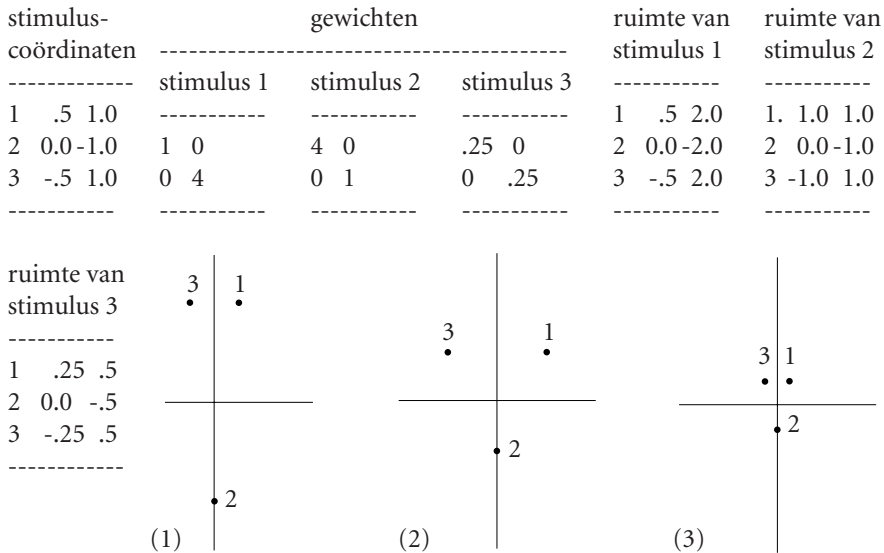 stimulus- gewichten ruimte van ruimte van
coördinaten ------------------------------------------- stimulus 1 stimulus 2
------------- stimulus 1 stimulus 2 stimulus 3 ----------- -----------
1 .5 1.0 ----------- ----------- ----------- 1 .5 2.0 1. 1.0 1.0
2 0.0 -1.0 1 0 4 0 .25 0 2 0.0 -2.0 2 0.0 -1.0
3 -.5 1.0 0 4 0 1 0 .25 3 -.5 2.0 3 -1.0 1.0
----------- ----------- ----------- ----------- ----------- -----------
ruimte van
stimulus 3
-----------
1 .25 .5
2 0.0 -.5
3 -.25 .5
------------
3 1
2
(1)
3 1
2
(2)
3 1
2
(3)